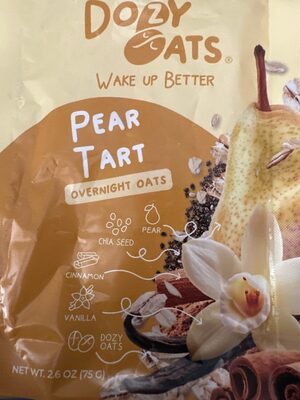 DOZY
OATS®
WAKE UP BETTER
PEAR
TART
OVERNIGHT OATS
PEAR
CHIA SEED
CINNAMON
VANILLA
DOZY
OATS
NET WT. 2.6 OZ (75 G)